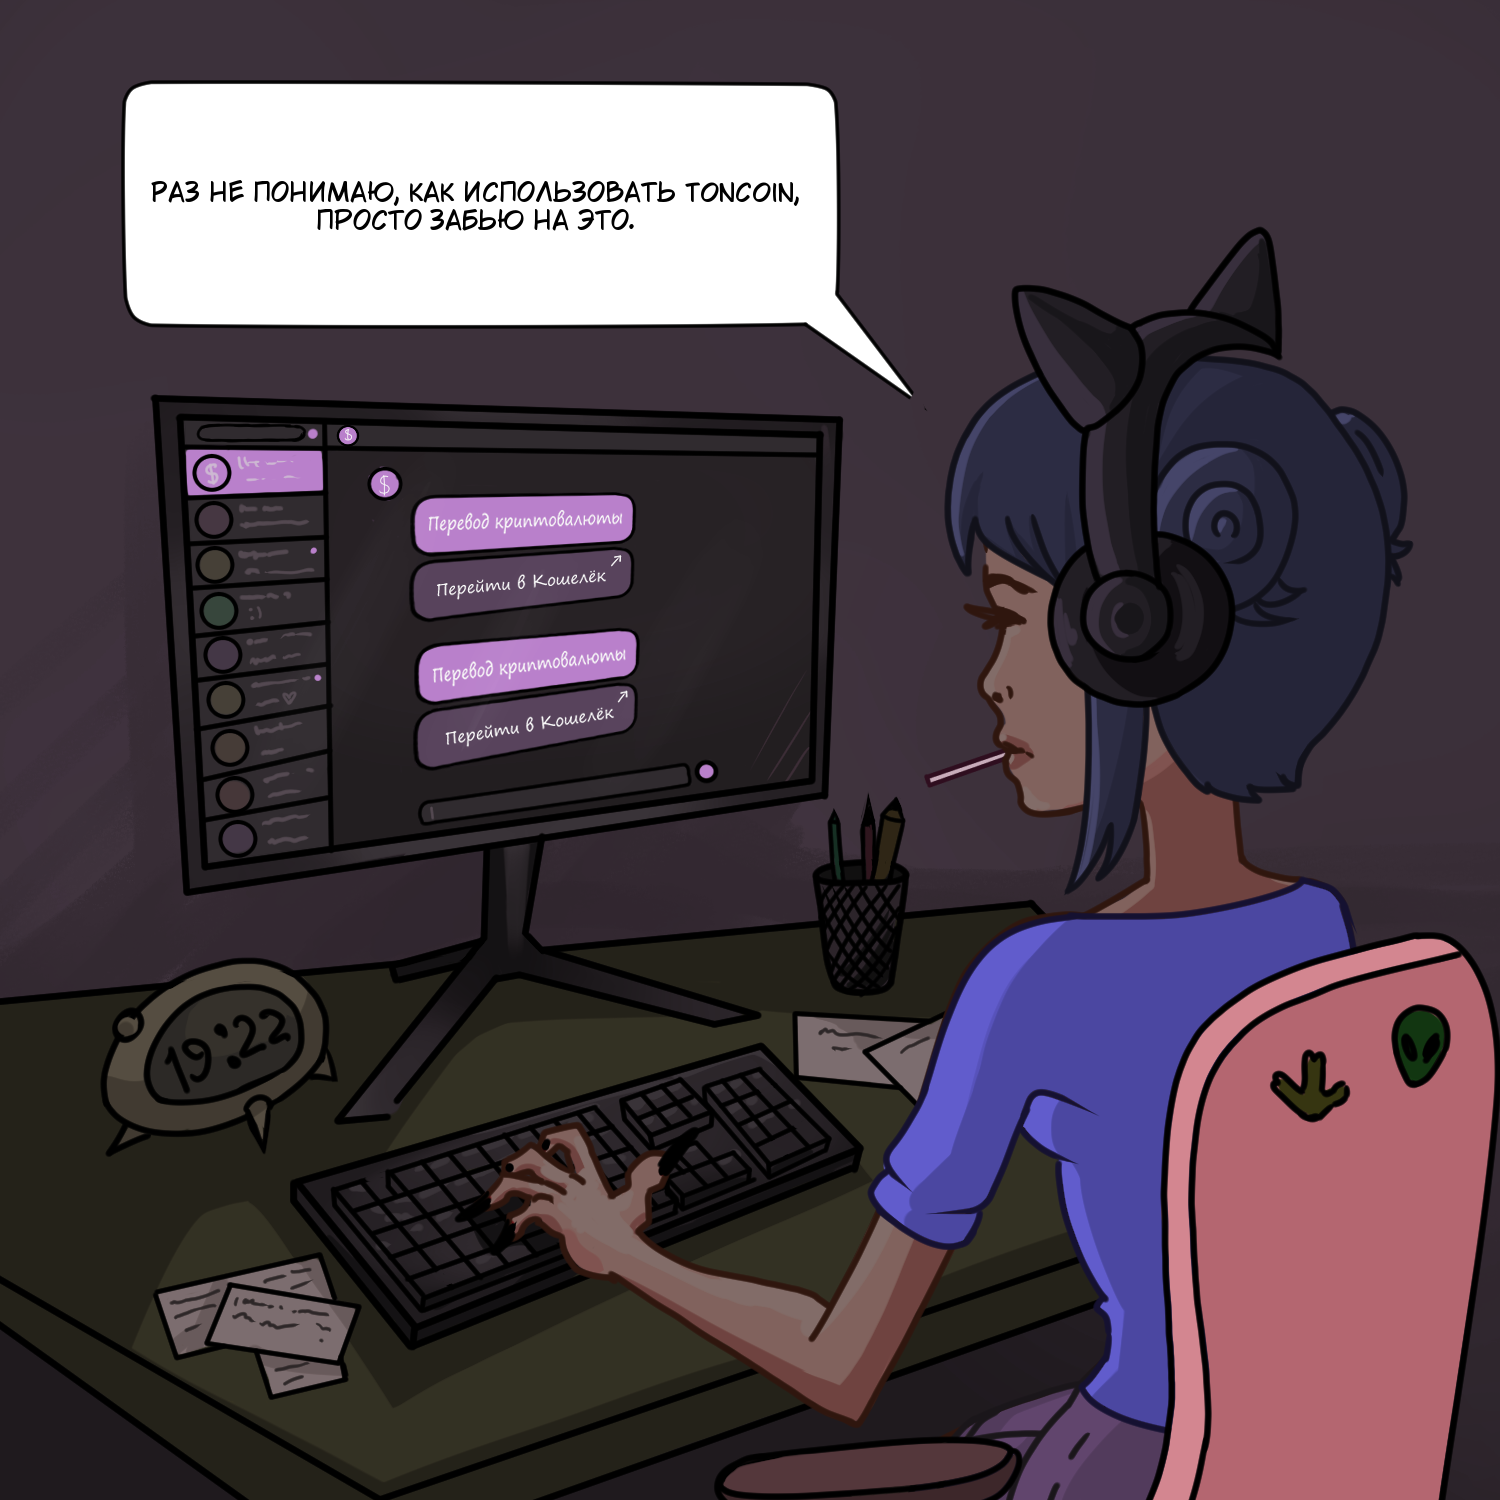 РАЗ НЕ ПОНИМАЮ, КАК ИСПОЛЬЗОВАТЬ TONCOIN,
ПРОСТО ЗАБЬЮ НА ЭТО.
$
$
$
Перевод криптовалюты
Перейти в Кошелёк
Перевод криптовалюты
Перейти в Кошелёк
:)
19:22